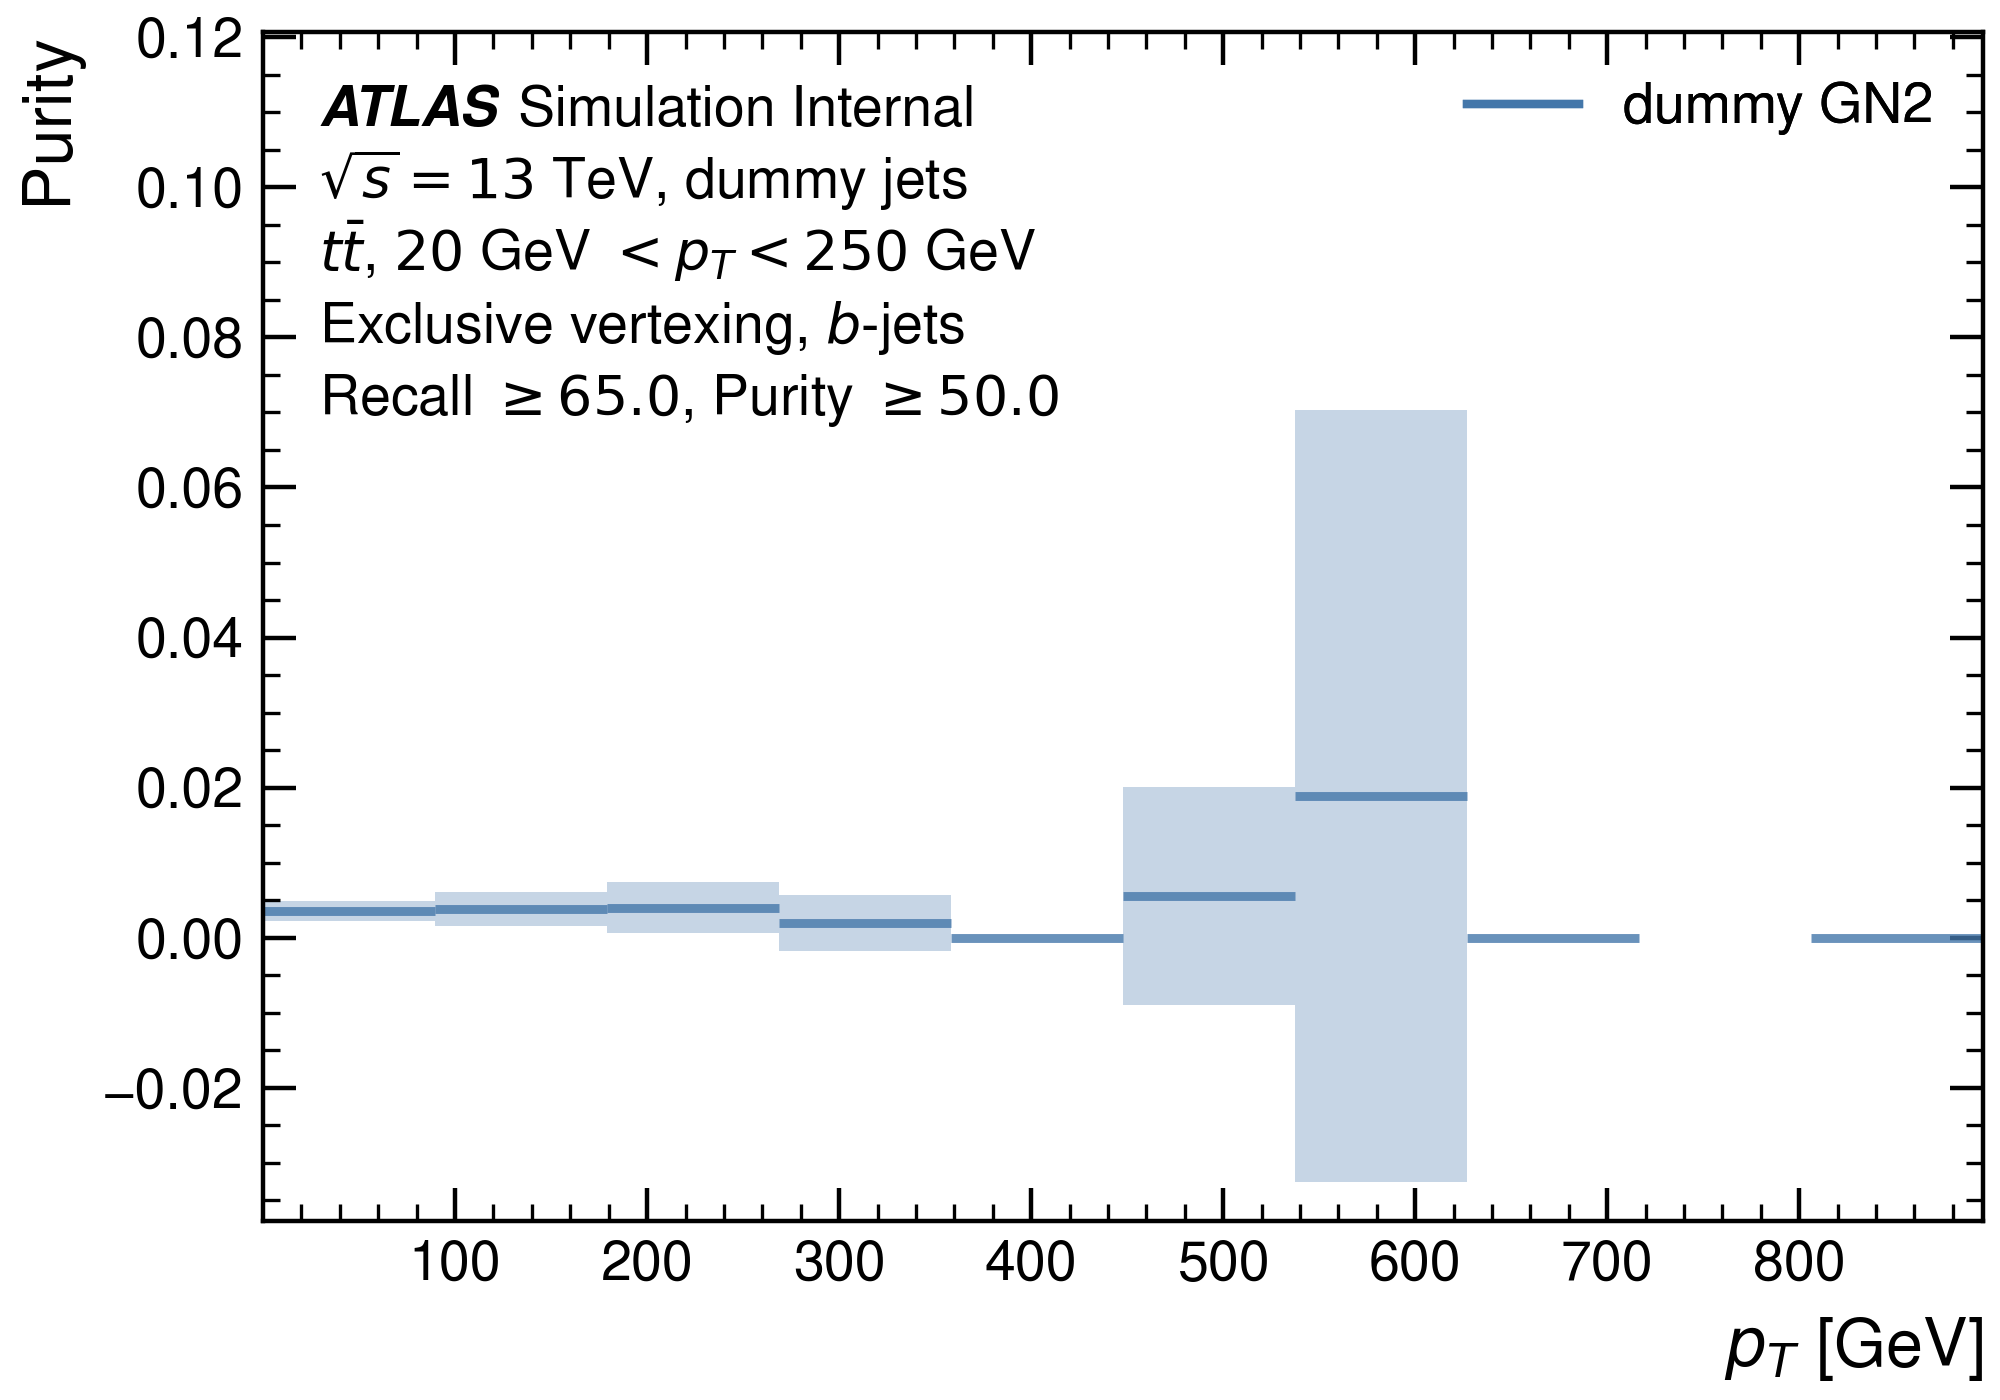 Purity
0.12
0.10
0.08
0.06
0.04
0.02
0.00
−0.02
ATLAS Simulation Internal
√s = 13 TeV, dummy jets
tt̄, 20 GeV < p_T < 250 GeV
Exclusive vertexing, b-jets
Recall ≥ 65.0, Purity ≥ 50.0
dummy GN2
100 200 300 400 500 600 700 800
p_T [GeV]